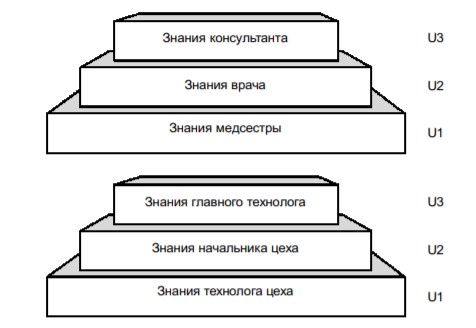 Знания консультанта U3
Знания врача U2
Знания медсестры U1
Знания главного технолога U3
Знания начальника цеха U2
Знания технолога цеха U1